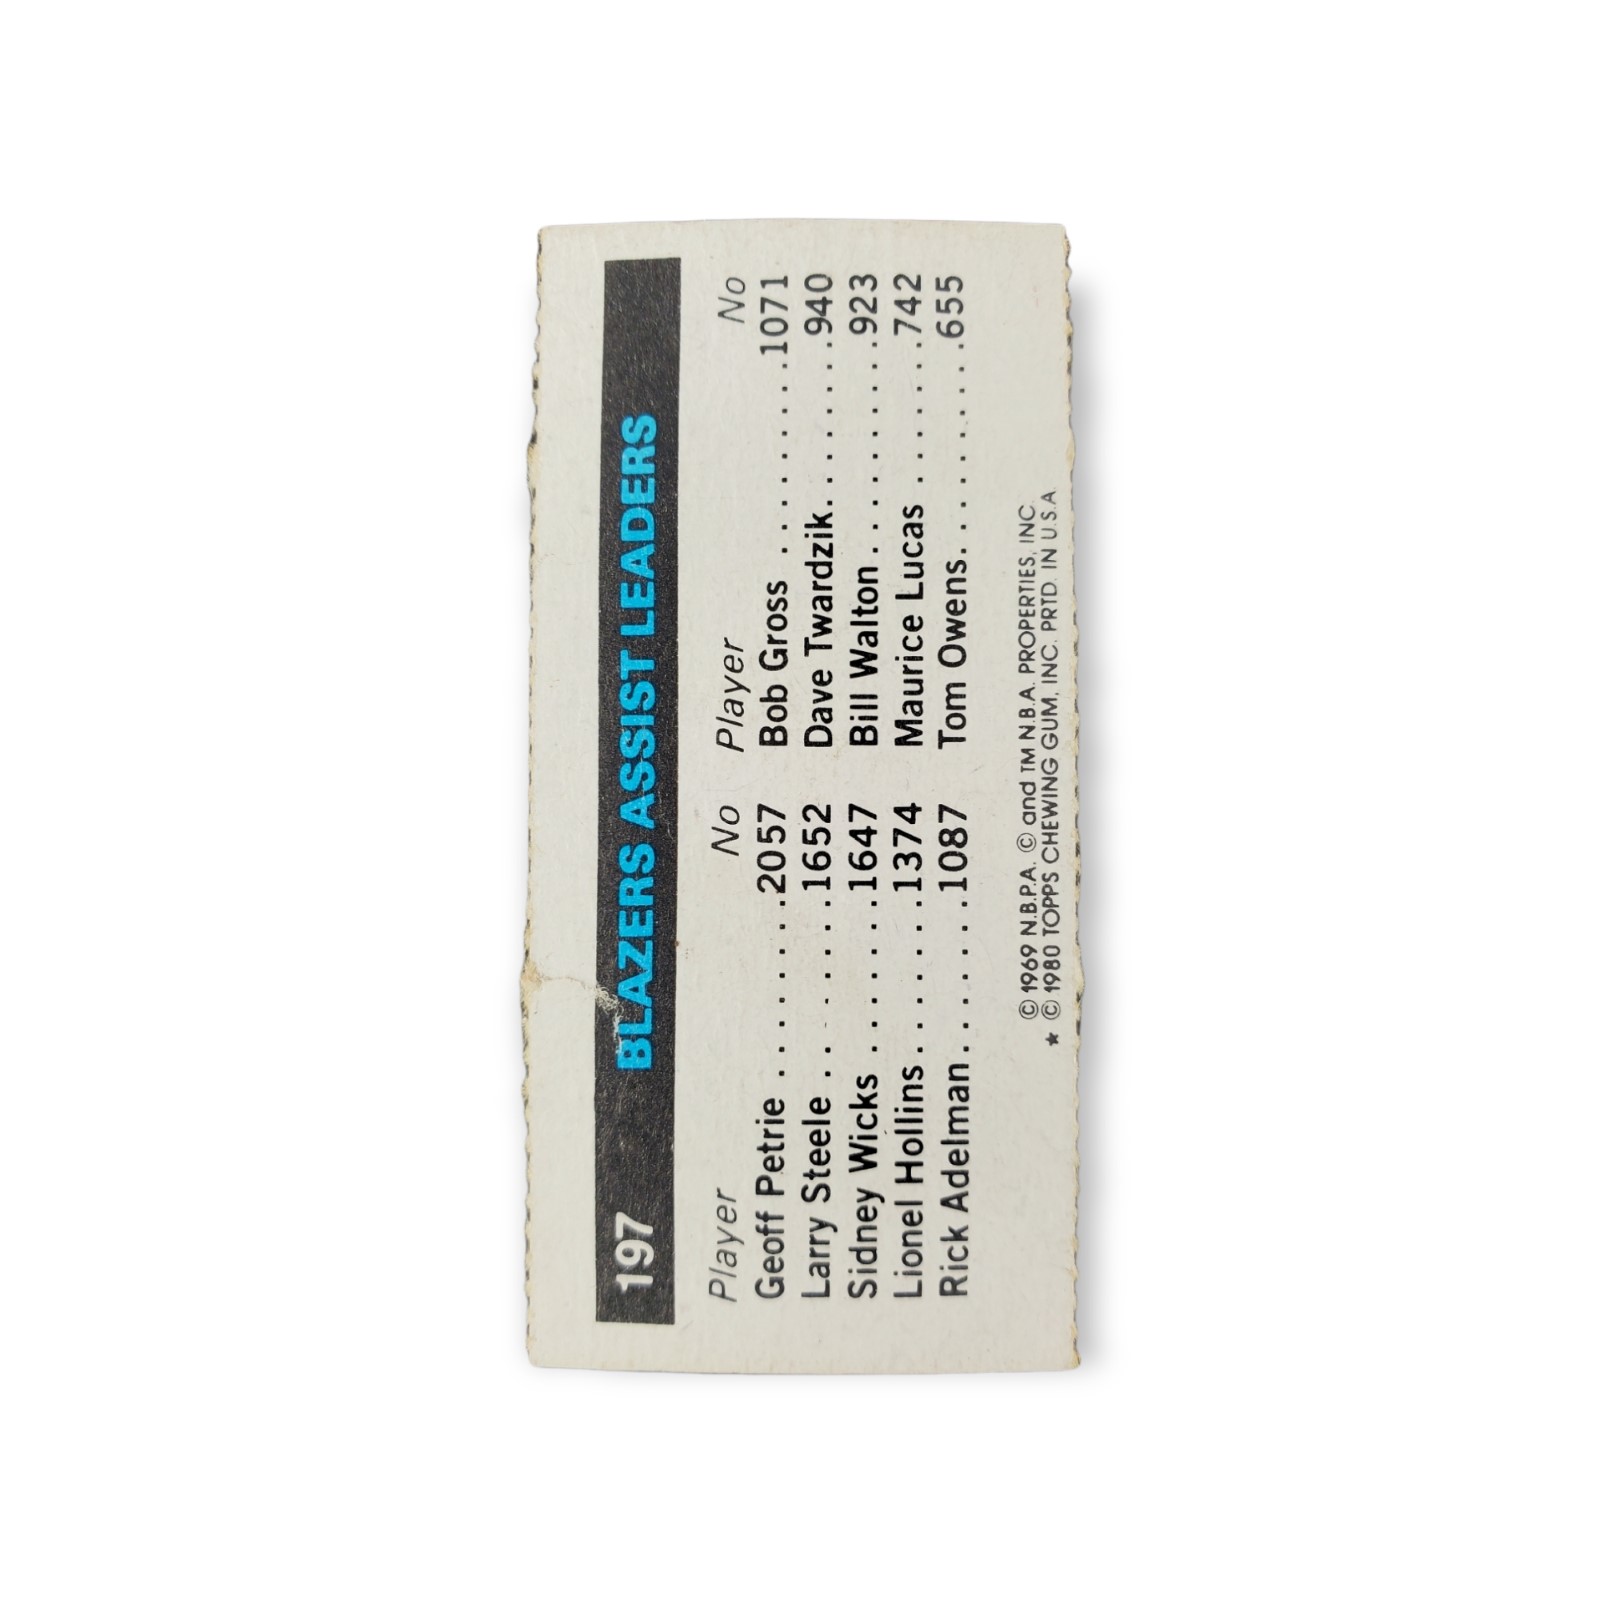 197 BLAZERS ASSIST LEADERS
Player No Player No
Geoff Petrie . . . . . . . .2057 Bob Gross . . . . . . . . .1071
Larry Steele . . . . . . . .1652 Dave Twardzik. . . . . . . .940
Sidney Wicks . . . . . . .1647 Bill Walton . . . . . . . . . .923
Lionel Hollins . . . . . . .1374 Maurice Lucas . . . . . . .742
Rick Adelman. . . . . . .1087 Tom Owens. . . . . . . . .655
© 1969 N.B.P.A. © and TM N.B.A. PROPERTIES, INC.
★ © 1980 TOPPS CHEWING GUM, INC. PRTD. IN U.S.A.